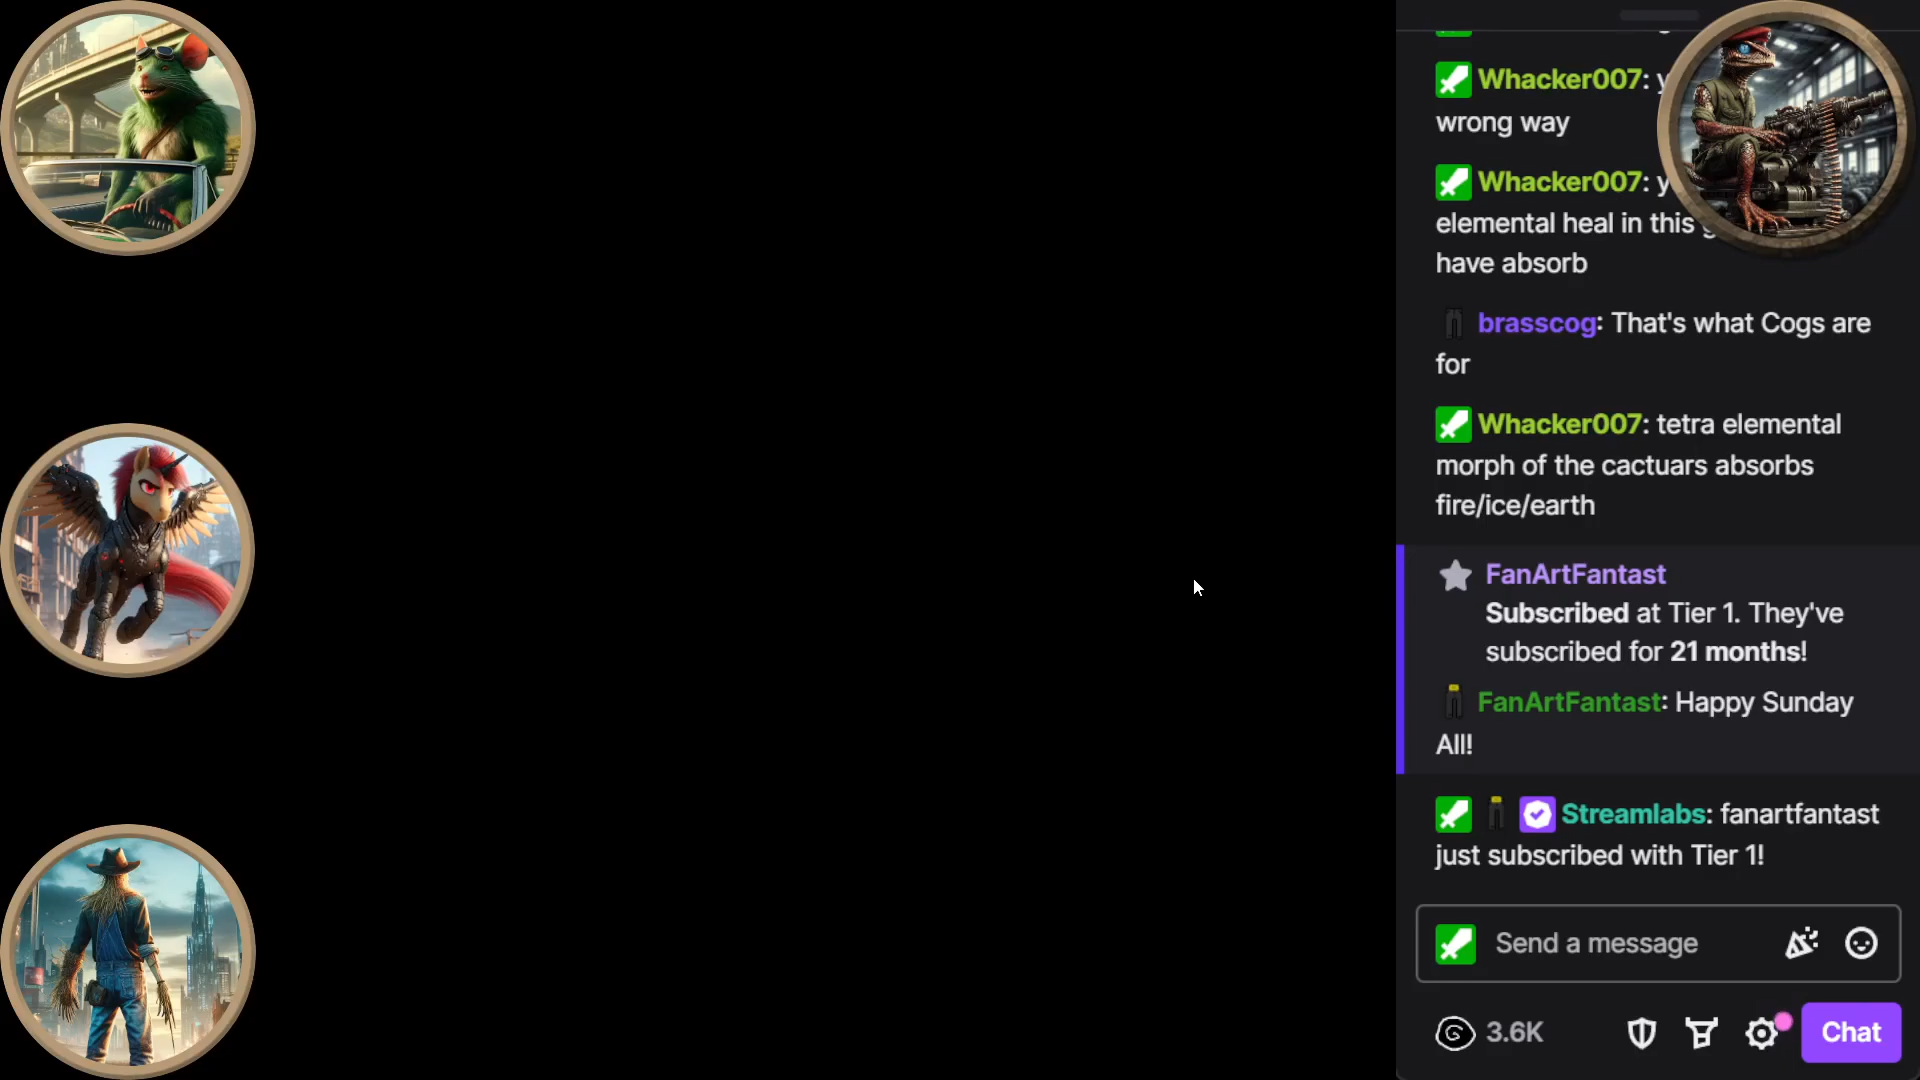 Whacker007: y
wrong way
Whacker007: y
elemental heal in this
have absorb
brasscog: That's what Cogs are
for
Whacker007: tetra elemental
morph of the cactuars absorbs
fire/ice/earth
FanArtFantast
Subscribed at Tier 1. They've
subscribed for 21 months!
FanArtFantast: Happy Sunday
All!
Streamlabs: fanartfantast
just subscribed with Tier 1!
Send a message
3.6K
Chat